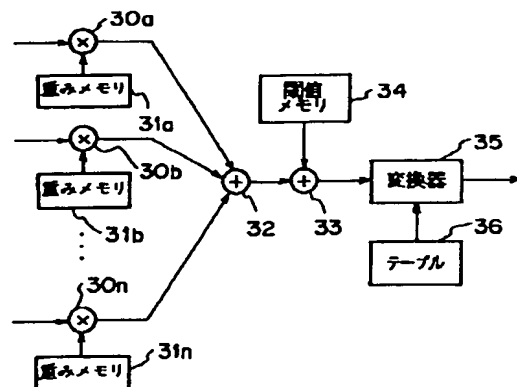 30a
×
重みメモリ
31a
×
30b
重みメモリ
31b
30n
×
重みメモリ
31n
+
32
閾値
メモリ
34
+
33
変換器
35
テーブル
36